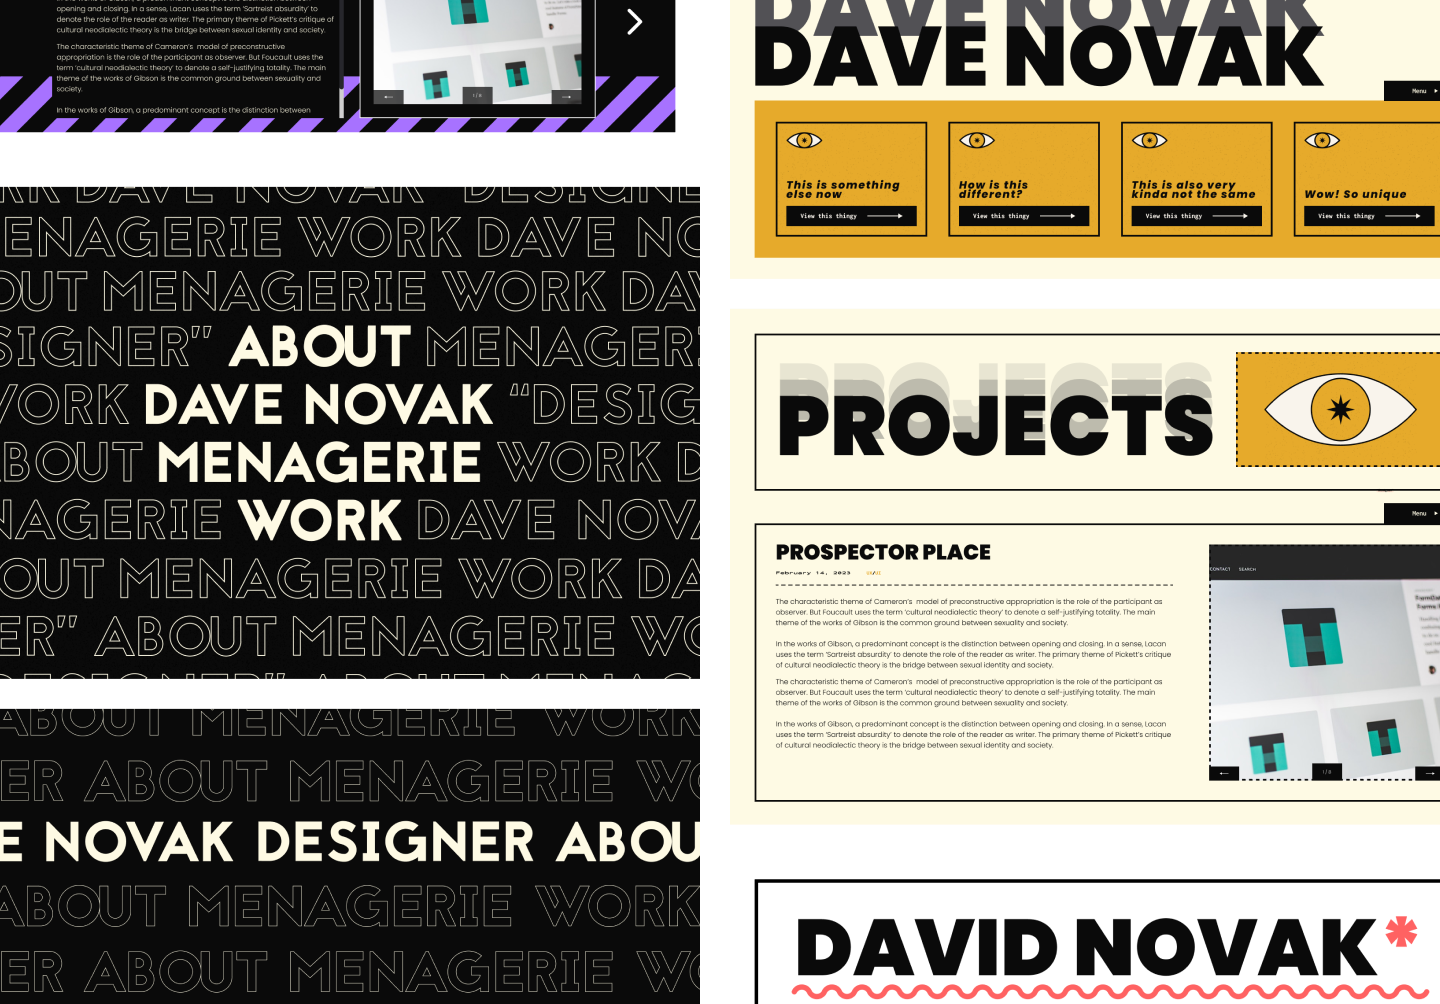 opening and closing. In a sense, Lacan uses the term 'Sartreist absurdity' to
denote the role of the reader as writer. The primary theme of Pickett's critique of
cultural neodialectic theory is the bridge between sexual identity and society.
The characteristic theme of Cameron's model of preconstructive
appropriation is the role of the participant as observer. But Foucault uses the
term 'cultural neodialectic theory' to denote a self-justifying totality. The main
theme of the works of Gibson is the common ground between sexuality and
society.
In the works of Gibson, a predominant concept is the distinction between
1/8
RK DAVE NOVAK "DESIGNE
ENAGERIE WORK DAVE NO
OUT MENAGERIE WORK DAV
SIGNER" ABOUT MENAGERI
WORK DAVE NOVAK "DESIG
BOUT MENAGERIE WORK D
NAGERIE WORK DAVE NOVA
OUT MENAGERIE WORK DA
ER" ABOUT MENAGERIE WO
DESIGNER" ABOUT MEN
ABOUT MENAGERIE WORK
ER ABOUT MENAGERIE WO
E NOVAK DESIGNER ABOU
ABOUT MENAGERIE WORK
ER ABOUT MENAGERIE WO
DAVE NOVAK
DAVE NOVAK
Menu
This is something
else now
View this thingy
How is this
different?
View this thingy
This is also very
kinda not the same
View this thingy
Wow! So unique
View this thingy
PROJECTS
PROJECTS
PROJECTS
Menu
PROSPECTOR PLACE
February 14, 2023
The characteristic theme of Cameron's model of preconstructive appropriation is the role of the participant as
observer. But Foucault uses the term 'cultural neodialectic theory' to denote a self-justifying totality. The main
theme of the works of Gibson is the common ground between sexuality and society.
In the works of Gibson, a predominant concept is the distinction between opening and closing. In a sense, Lacan
uses the term 'Sartreist absurdity' to denote the role of the reader as writer. The primary theme of Pickett's critique
of cultural neodialectic theory is the bridge between sexual identity and society.
The characteristic theme of Cameron's model of preconstructive appropriation is the role of the participant as
observer. But Foucault uses the term 'cultural neodialectic theory' to denote a self-justifying totality. The main
theme of the works of Gibson is the common ground between sexuality and society.
In the works of Gibson, a predominant concept is the distinction between opening and closing. In a sense, Lacan
uses the term 'Sartreist absurdity' to denote the role of the reader as writer. The primary theme of Pickett's critique
of cultural neodialectic theory is the bridge between sexual identity and society.
CONTACT SEARCH
1/8
DAVID NOVAK*